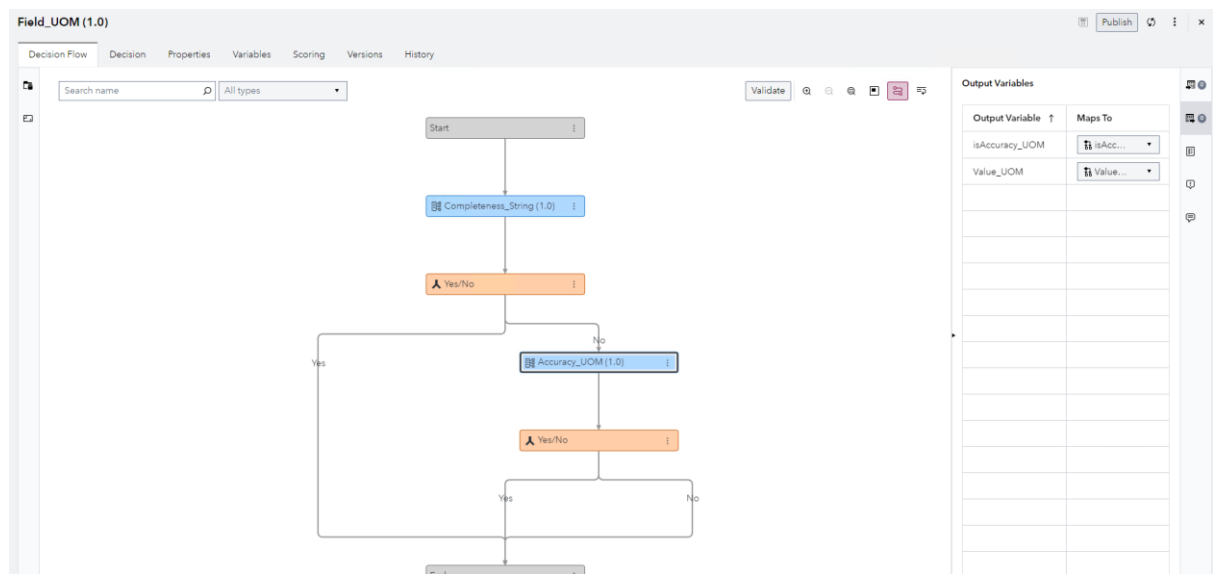 Field_UOM (1.0)
Publish
Decision Flow Decision Properties Variables Scoring Versions History
Search name
All types
Validate
Output Variables
Output Variable ↑ Maps To
isAccuracy_UOM isAcc...
Value_UOM Value...
Start
Completeness_String (1.0)
Yes/No
No
Yes
Accuracy_UOM (1.0)
Yes/No
Yes
No